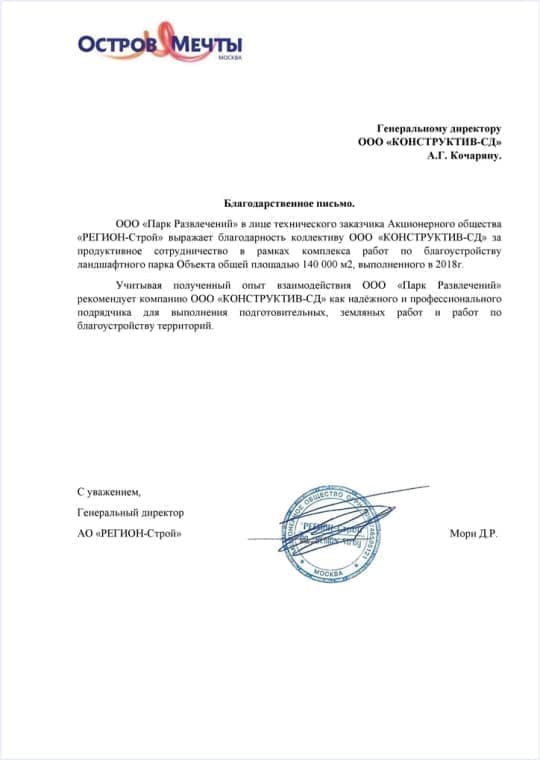 ОСТРОВ МЕЧТЫ
МОСКВА
Генеральному директору
ООО «КОНСТРУКТИВ-СД»
А.Г. Кочаряну.
Благодарственное письмо.
ООО «Парк Развлечений» в лице технического заказчика Акционерного общества
«РЕГИОН-Строй» выражает благодарность коллективу ООО «КОНСТРУКТИВ-СД» за
продуктивное сотрудничество в рамках комплекса работ по благоустройству
ландшафтного парка Объекта общей площадью 140 000 м2, выполненного в 2018г.
Учитывая полученный опыт взаимодействия ООО «Парк Развлечений»
рекомендует компанию ООО «КОНСТРУКТИВ-СД» как надёжного и профессионального
подрядчика для выполнения подготовительных, земляных работ и работ по
благоустройству территорий.
С уважением,
Генеральный директор
АО «РЕГИОН-Строй»
Мори Д.Р.
АКЦИОНЕРНОЕ ОБЩЕСТВО
МОСКВА